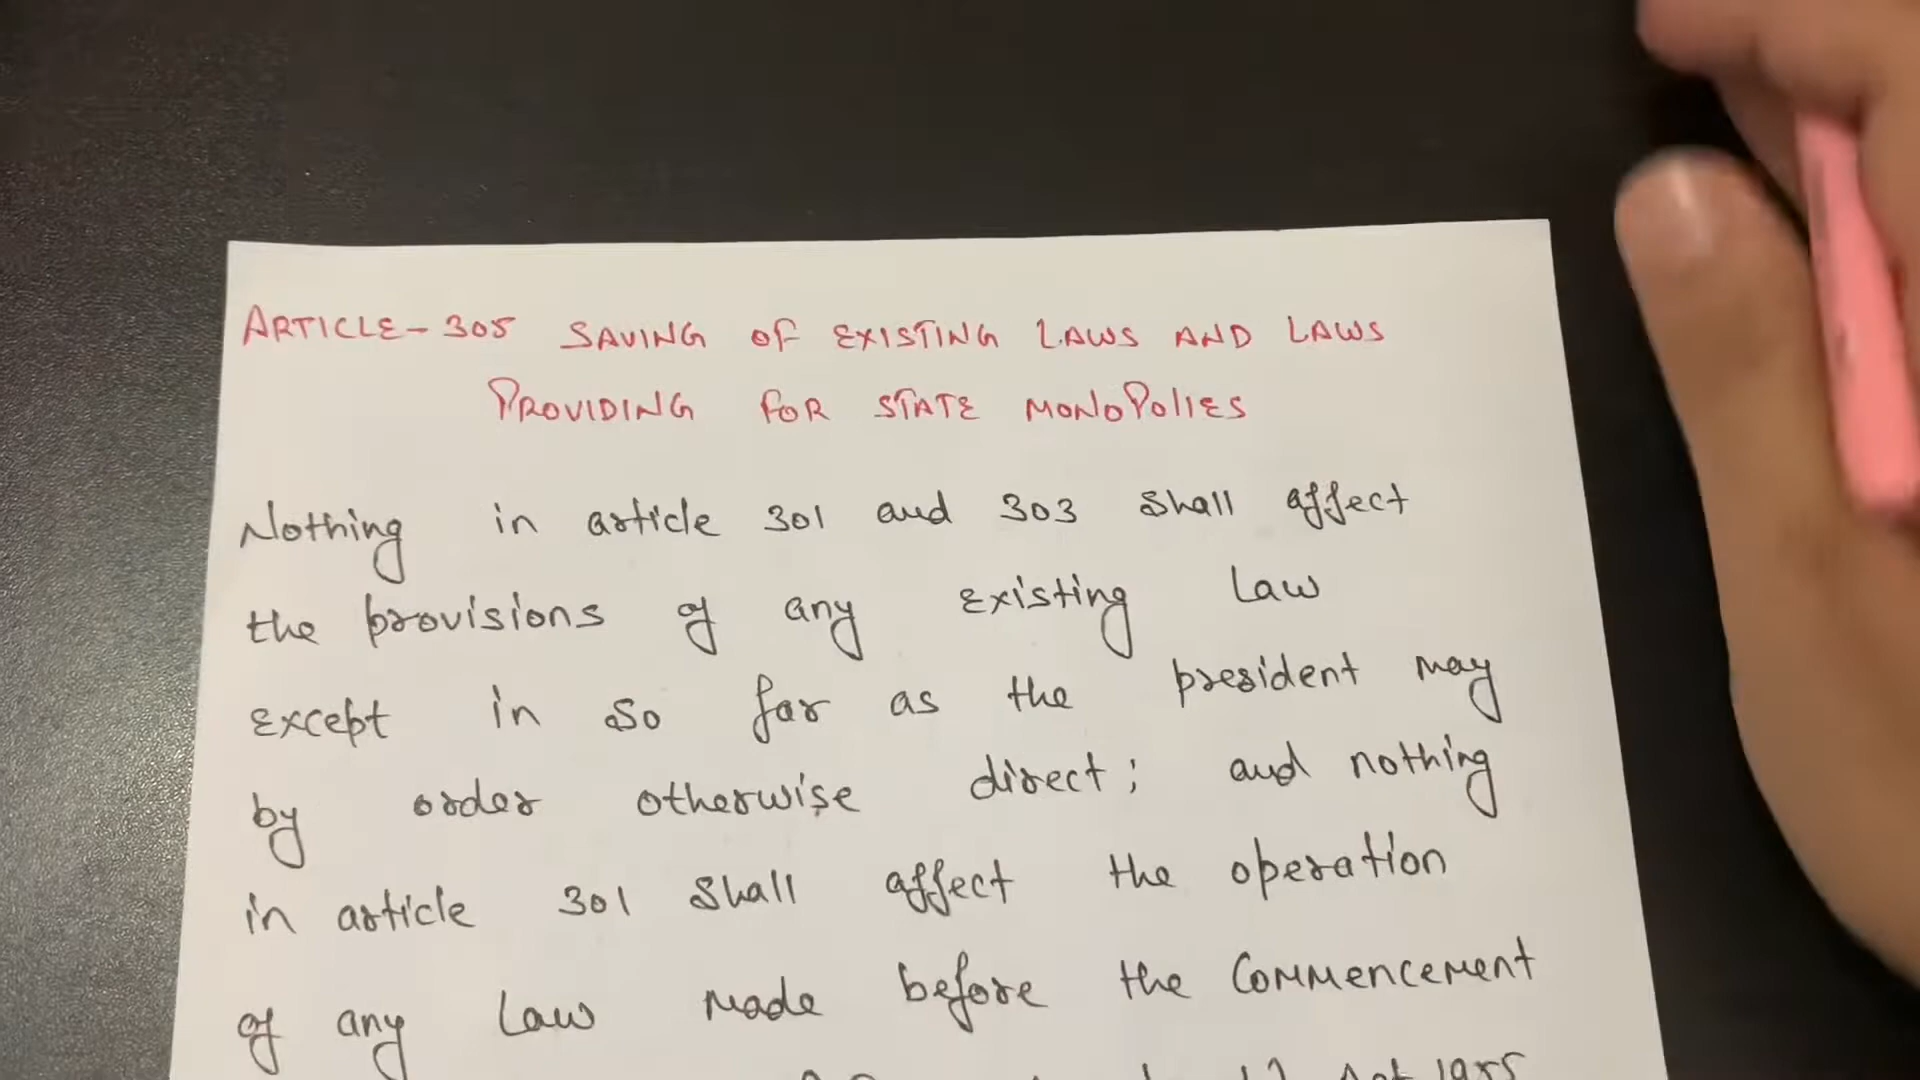 ARTICLE-305 SAVING OF EXISTING LAWS AND LAWS
PROVIDING FOR STATE MONOPOLIES
Nothing in article 301 and 303 shall affect
the provisions of any existing law
except in so far as the president may
by order otherwise direct; and nothing
in article 301 shall affect the operation
of any law made before the commencement
Act 1955